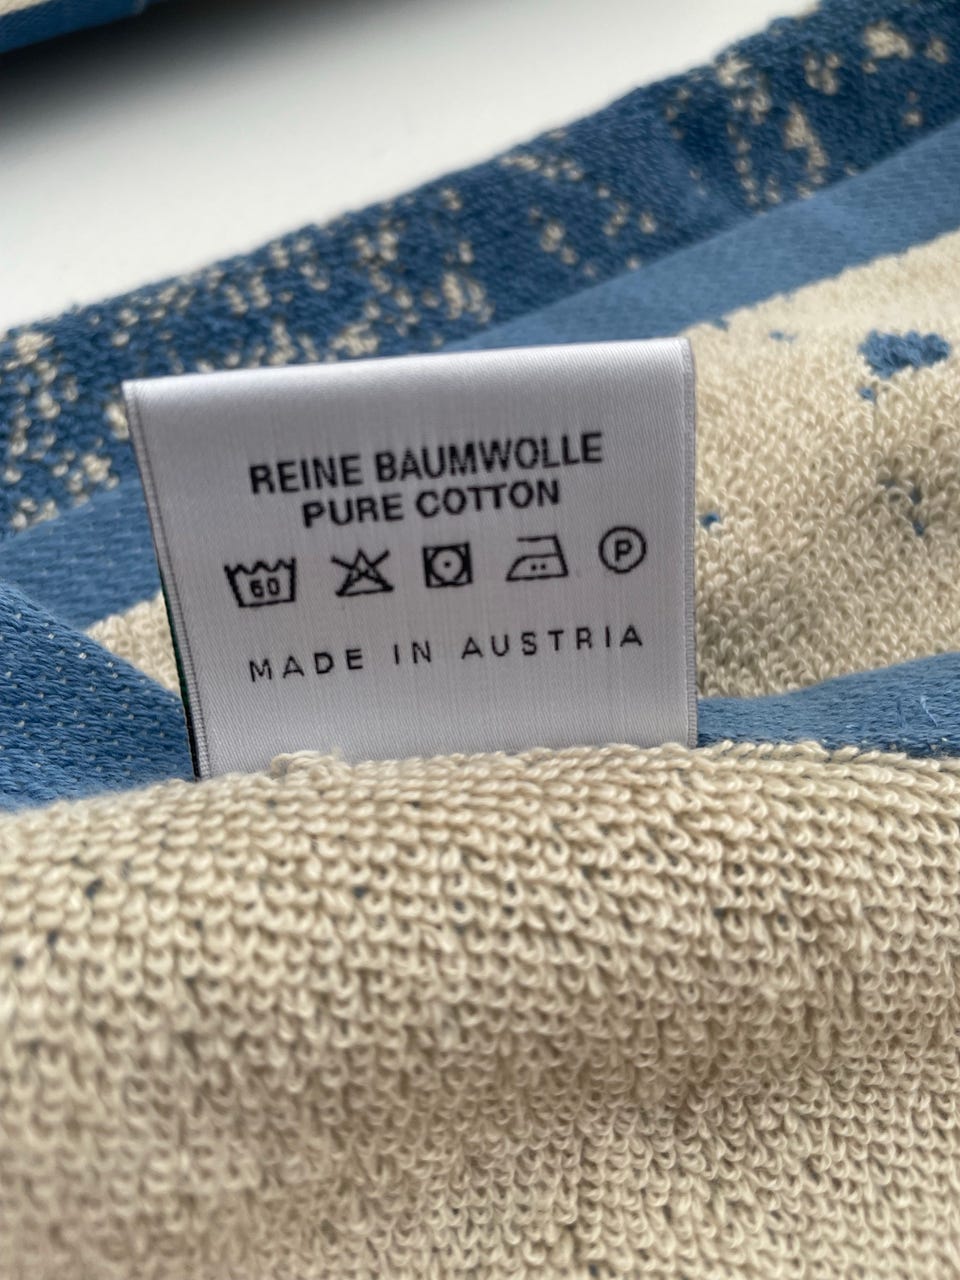 REINE BAUMWOLLE
PURE COTTON
60 P
MADE IN AUSTRIA